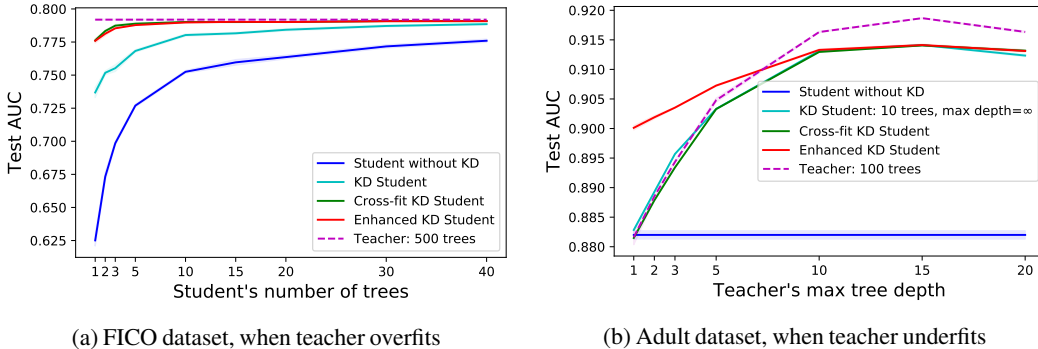 0.800
0.775
0.750
0.725
0.700
0.675
0.650
0.625
Test AUC
Student without KD
KD Student
Cross-fit KD Student
Enhanced KD Student
Teacher: 500 trees
1 2 3 5 10 15 20 30 40
Student's number of trees
(a) FICO dataset, when teacher overfits
0.920
0.915
0.910
0.905
0.900
0.895
0.890
0.885
0.880
Test AUC
Student without KD
KD Student: 10 trees, max depth=∞
Cross-fit KD Student
Enhanced KD Student
Teacher: 100 trees
1 2 3 5 10 15 20
Teacher's max tree depth
(b) Adult dataset, when teacher underfits